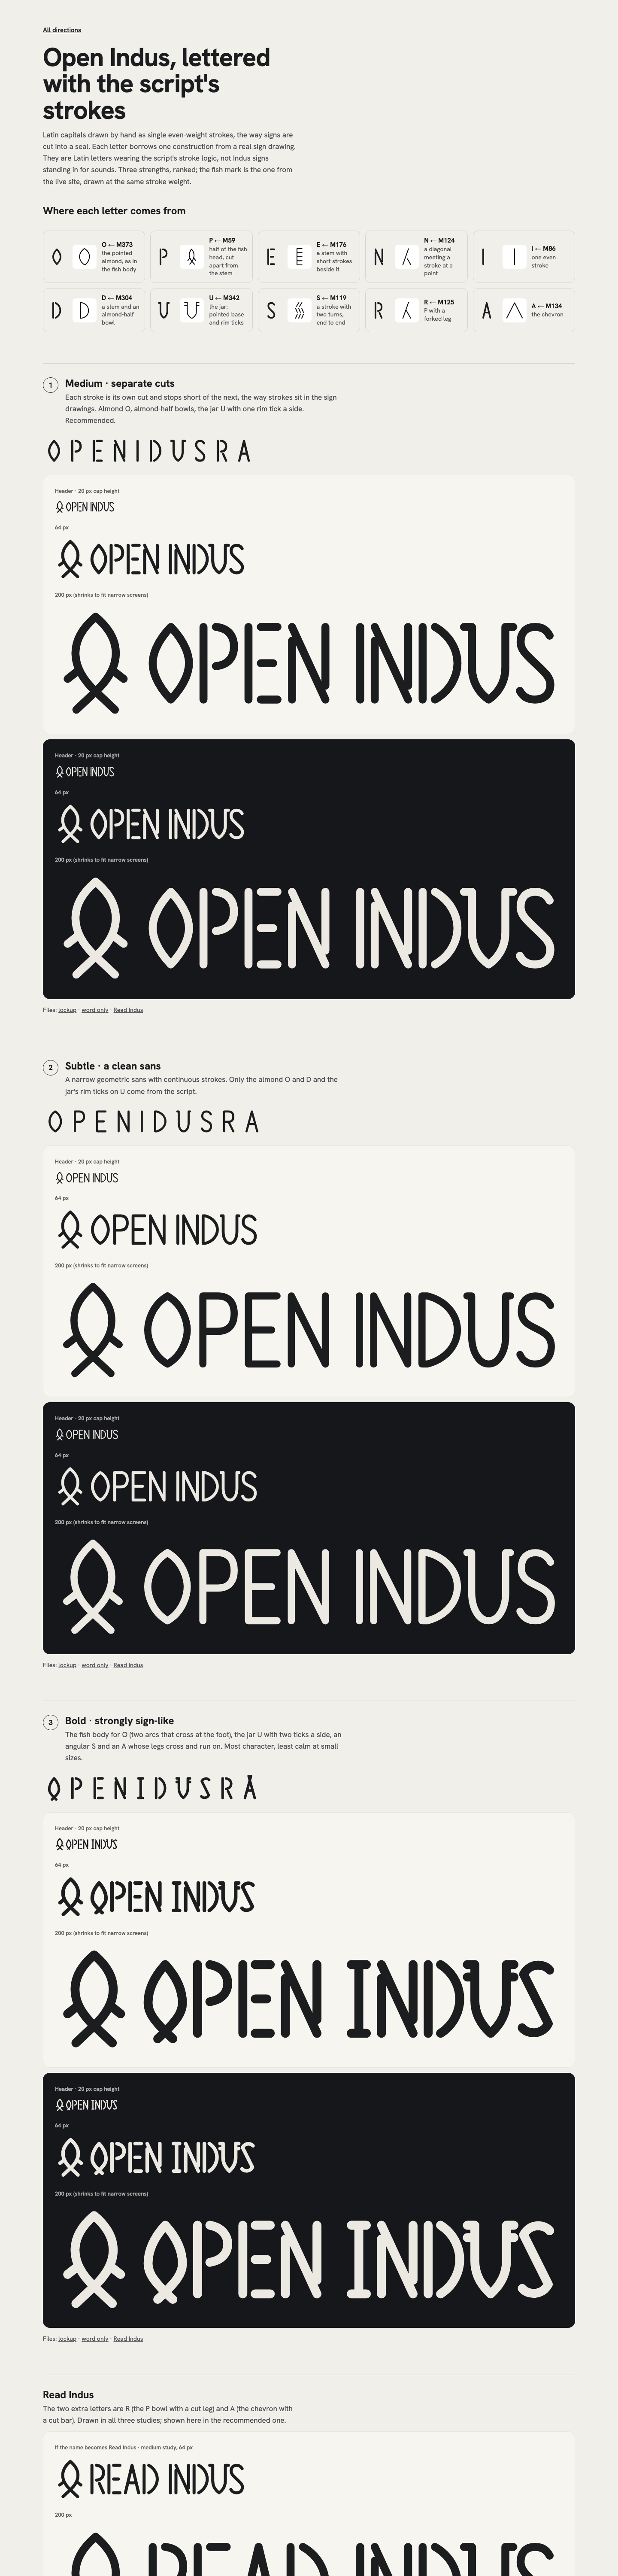 All directions
Open Indus, lettered
with the script's
strokes
Latin capitals drawn by hand as single even-weight strokes, the way signs are
cut into a seal. Each letter borrows one construction from a real sign drawing.
They are Latin letters wearing the script's stroke logic, not Indus signs
standing in for sounds. Three strengths, ranked; the fish mark is the one from
the live site, drawn at the same stroke weight.
Where each letter comes from
O
O ← M373
the pointed
almond, as in
the fish body
P
P ← M59
half of the fish
head, cut
apart from
the stem
E
E ← M176
a stem with
short strokes
beside it
N
N ← M124
a diagonal
meeting a
stroke at a
point
I
I ← M86
one even
stroke
D
D ← M304
a stem and an
almond-half
bowl
U
U ← M342
the jar:
pointed base
and rim ticks
S
S ← M119
a stroke with
two turns,
end to end
R
R ← M125
P with a
forked leg
A
A ← M134
the chevron
1
Medium · separate cuts
Each stroke is its own cut and stops short of the next, the way strokes sit in the sign
drawings. Almond O, almond-half bowls, the jar U with one rim tick a side.
Recommended.
O P E N I D U S R A
Header · 20 px cap height
OPEN INDUS
64 px
OPEN INDUS
200 px (shrinks to fit narrow screens)
OPEN INDUS
Header · 20 px cap height
OPEN INDUS
64 px
OPEN INDUS
200 px (shrinks to fit narrow screens)
OPEN INDUS
Files: lockup · word only · Read Indus
2
Subtle · a clean sans
A narrow geometric sans with continuous strokes. Only the almond O and D and the
jar's rim ticks on U come from the script.
O P E N I D U S R A
Header · 20 px cap height
OPEN INDUS
64 px
OPEN INDUS
200 px (shrinks to fit narrow screens)
OPEN INDUS
Header · 20 px cap height
OPEN INDUS
64 px
OPEN INDUS
200 px (shrinks to fit narrow screens)
OPEN INDUS
Files: lockup · word only · Read Indus
3
Bold · strongly sign-like
The fish body for O (two arcs that cross at the foot), the jar U with two ticks a side, an
angular S and an A whose legs cross and run on. Most character, least calm at small
sizes.
O P E N I D U S R A
Header · 20 px cap height
OPEN INDUS
64 px
OPEN INDUS
200 px (shrinks to fit narrow screens)
OPEN INDUS
Header · 20 px cap height
OPEN INDUS
64 px
OPEN INDUS
200 px (shrinks to fit narrow screens)
OPEN INDUS
Files: lockup · word only · Read Indus
Read Indus
The two extra letters are R (the P bowl with a cut leg) and A (the chevron with
a cut bar). Drawn in all three studies; shown here in the recommended one.
If the name becomes Read Indus · medium study, 64 px
READ INDUS
200 px
READ INDUS